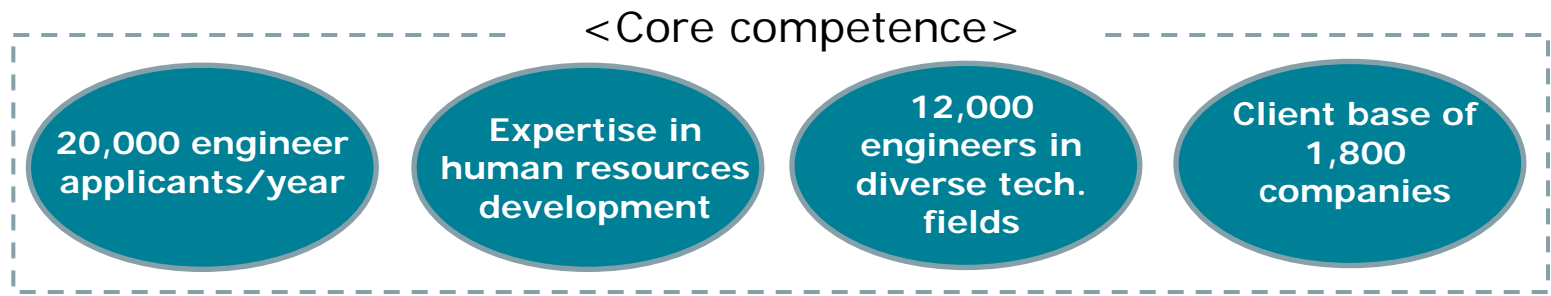 <Core competence>
20,000 engineer
applicants/year
Expertise in
human resources
development
12,000
engineers in
diverse tech.
fields
Client base of
1,800
companies